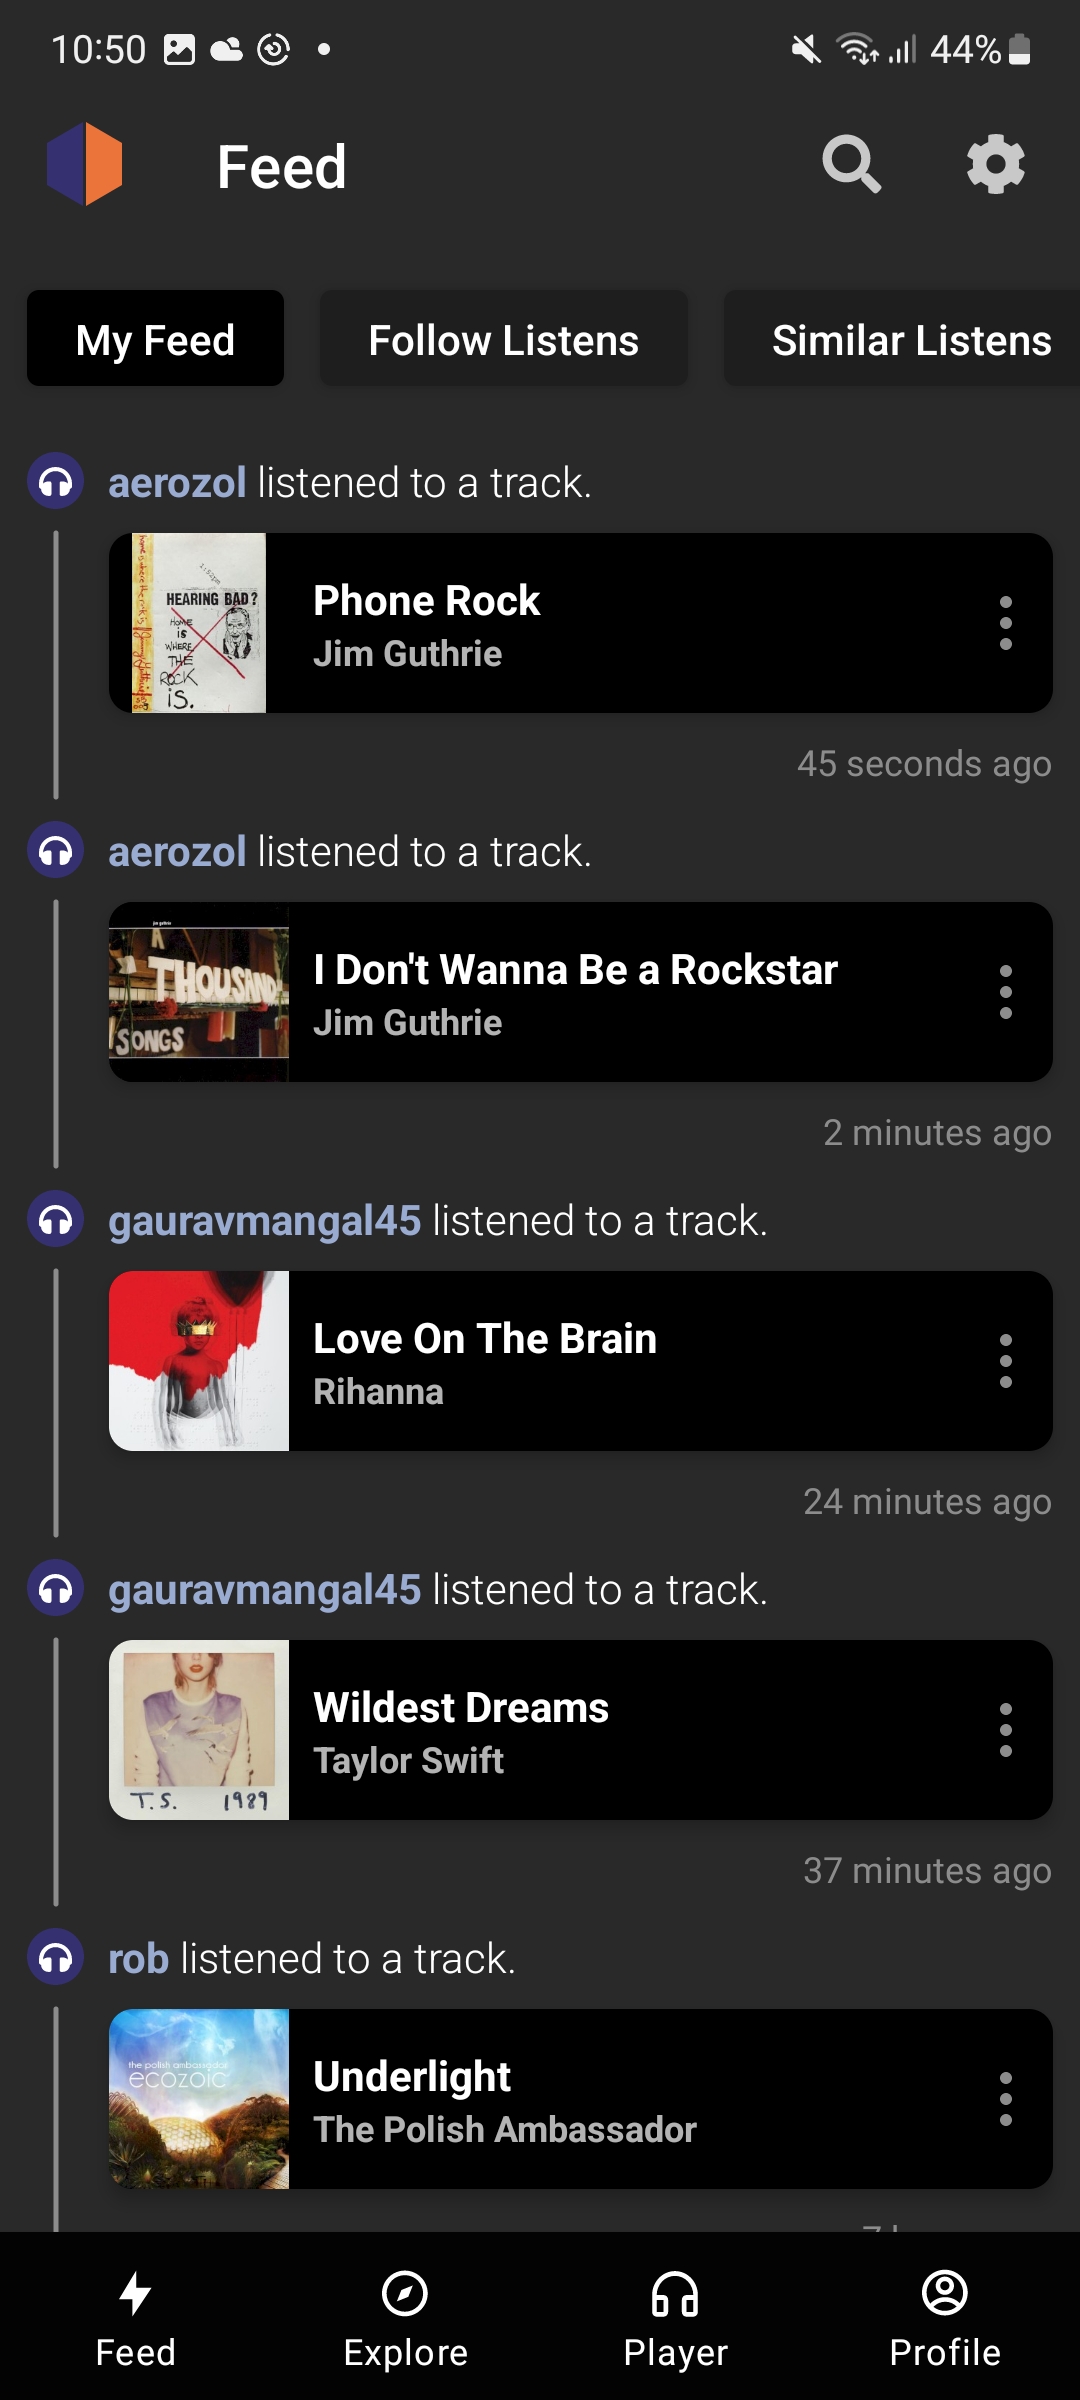 10:50
44%
Feed
My Feed
Follow Listens
Similar Listens
aerozol listened to a track.
1:52pm
HEARING BAD?
HOME
is
WHERE
THE
ROCK
is.
Phone Rock
Jim Guthrie
45 seconds ago
aerozol listened to a track.
jim guthrie
A
THOUSAND
SONGS
I Don't Wanna Be a Rockstar
Jim Guthrie
2 minutes ago
gauravmangal45 listened to a track.
Love On The Brain
Rihanna
24 minutes ago
gauravmangal45 listened to a track.
T.S. 1989
Wildest Dreams
Taylor Swift
37 minutes ago
rob listened to a track.
the polish ambassador
ecozoic
Underlight
The Polish Ambassador
Feed
Explore
Player
Profile